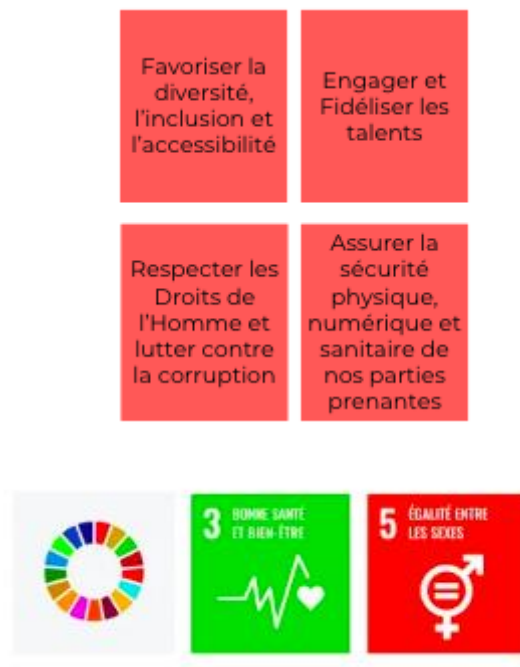 Favoriser la
diversité,
l'inclusion et
l'accessibilité
Engager et
Fidéliser les
talents
Respecter les
Droits de
l'Homme et
lutter contre
la corruption
Assurer la
sécurité
physique,
numérique et
sanitaire de
nos parties
prenantes
3 BONNE SANTÉ
ET BIEN-ÊTRE
5 ÉGALITÉ ENTRE
LES SEXES